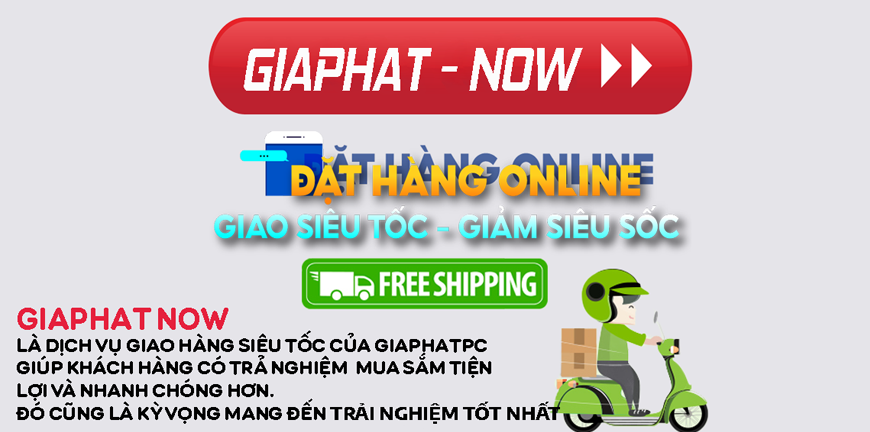 GIAPHAT - NOW
ĐẶT HÀNG ONLINE
GIAO SIÊU TỐC - GIẢM SIÊU SỐC
FREE SHIPPING
GIAPHAT NOW
LÀ DỊCH VỤ GIAO HÀNG SIÊU TỐC CỦA GIAPHATPC
GIÚP KHÁCH HÀNG CÓ TRẢ NGHIỆM MUA SẮM TIỆN
LỢI VÀ NHANH CHÓNG HƠN.
ĐÓ CŨNG LÀ KỲ VỌNG MANG ĐẾN TRẢI NGHIỆM TỐT NHẤT